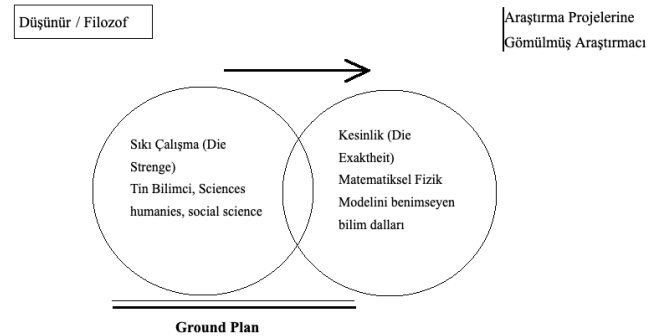 Düşünür / Filozof
Araştırma Projelerine
Gömülmüş Araştırmacı
Sıkı Çalışma (Die
Strenge)
Tin Bilimci, Sciences
humanies, social science
Kesinlik (Die
Exaktheit)
Matematiksel Fizik
Modelini benimseyen
bilim dalları
Ground Plan